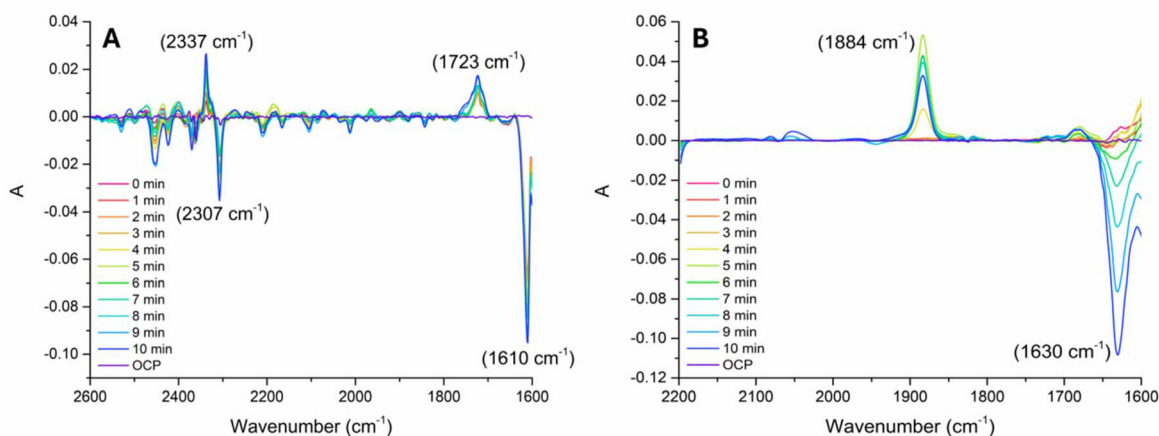 A
(2337 cm⁻¹)
(1723 cm⁻¹)
(2307 cm⁻¹)
(1610 cm⁻¹)
0.04
0.02
0.00
-0.02
-0.04
-0.06
-0.08
-0.10
A
0 min
1 min
2 min
3 min
4 min
5 min
6 min
7 min
8 min
9 min
10 min
OCP
2600 2400 2200 2000 1800 1600
Wavenumber (cm⁻¹)
B
(1884 cm⁻¹)
(1630 cm⁻¹)
0.06
0.04
0.02
0.00
-0.02
-0.04
-0.06
-0.08
-0.10
-0.12
A
0 min
1 min
2 min
3 min
4 min
5 min
6 min
7 min
8 min
9 min
10 min
OCP
2200 2100 2000 1900 1800 1700 1600
Wavenumber (cm⁻¹)